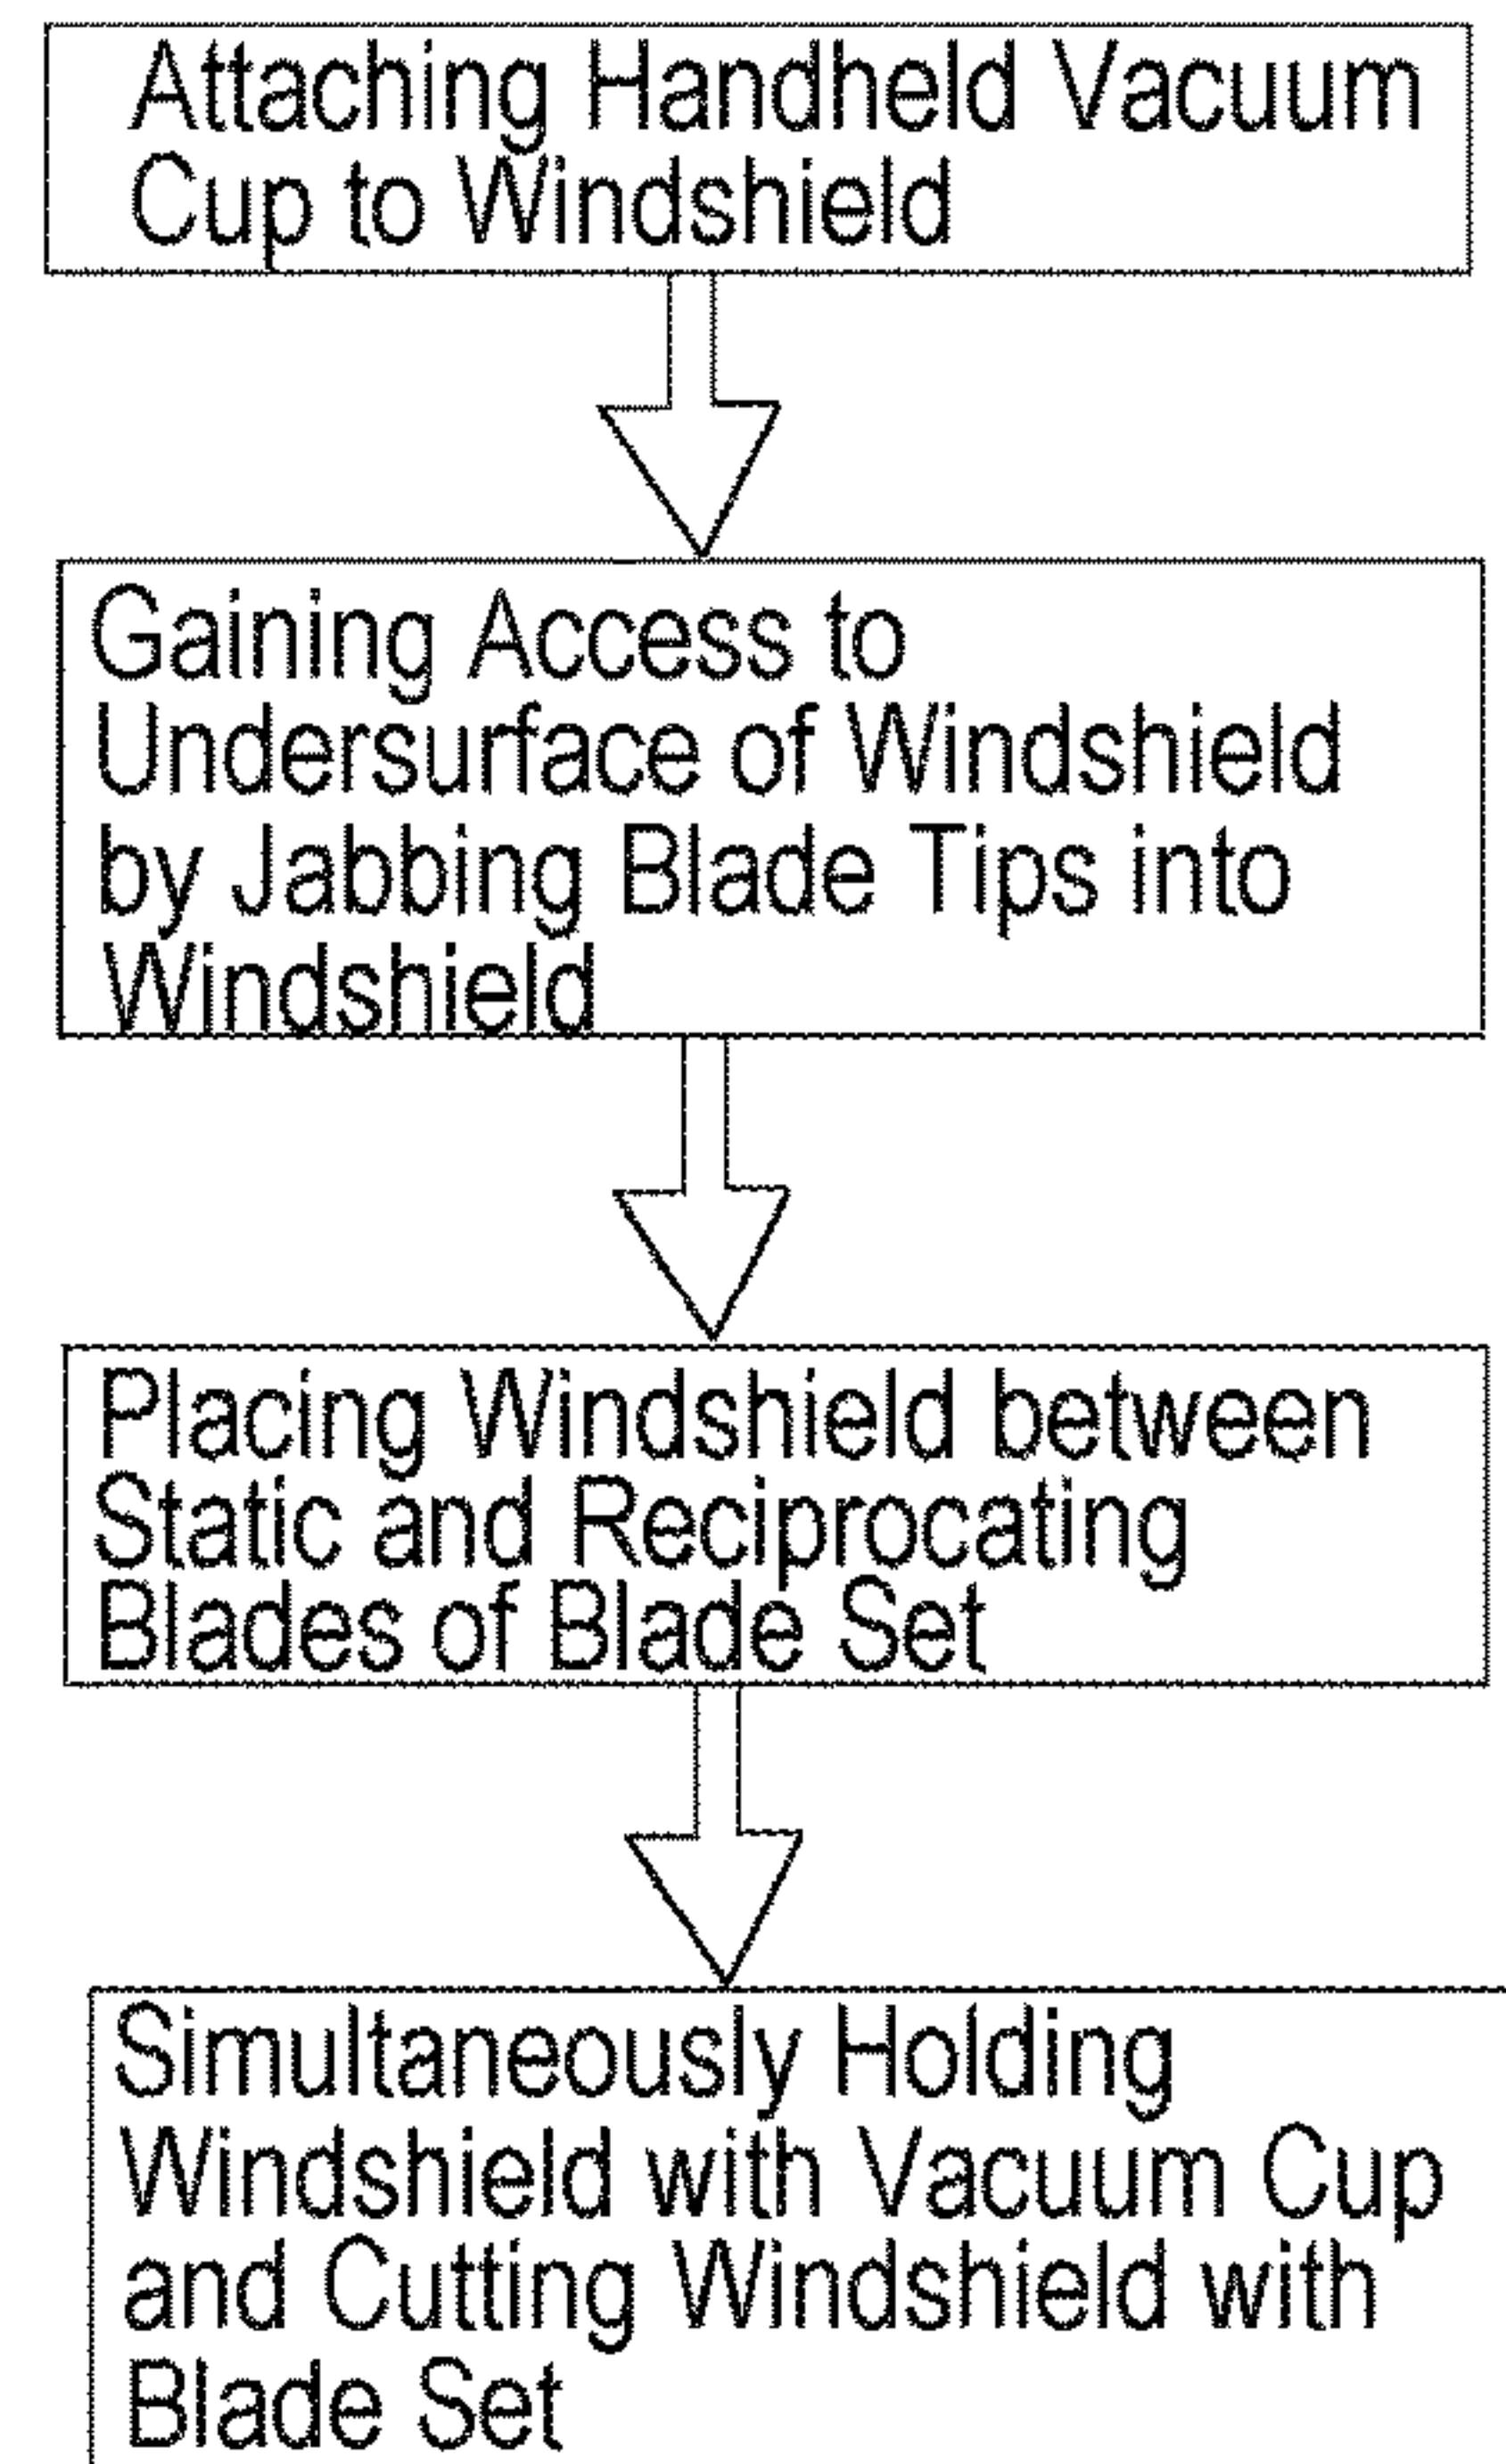 Attaching Handheld Vacuum
Cup to Windshield
Gaining Access to
Undersurface of Windshield
by Jabbing Blade Tips into
Windshield
Placing Windshield between
Static and Reciprocating
Blades of Blade Set
Simultaneously Holding
Windshield with Vacuum Cup
and Cutting Windshield with
Blade Set